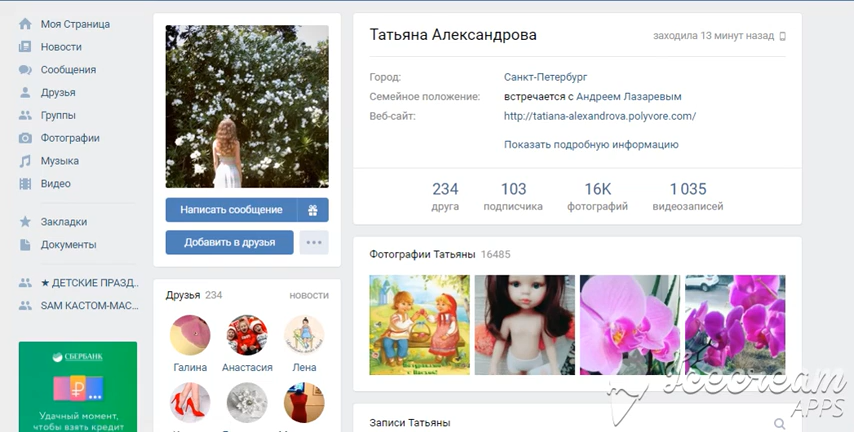 Моя Страница
Новости
Сообщения
Друзья
Группы
Фотографии
Музыка
Видео
Закладки
Документы
★ ДЕТСКИЕ ПРАЗД...
SAM КАСТОМ-МАС...
СБЕРБАНК
Удачный момент,
чтобы взять кредит
Написать сообщение
Добавить в друзья
Друзья 234 новости
Галина Анастасия Лена
Татьяна Александрова заходила 13 минут назад
Город: Санкт-Петербург
Семейное положение: встречается с Андреем Лазаревым
Веб-сайт: http://tatiana-alexandrova.polyvore.com/
Показать подробную информацию
234 103 16K 1 035
друга подписчика фотографий видеозаписей
Фотографии Татьяны 16485
Записи Татьяны
Icecream
APPS